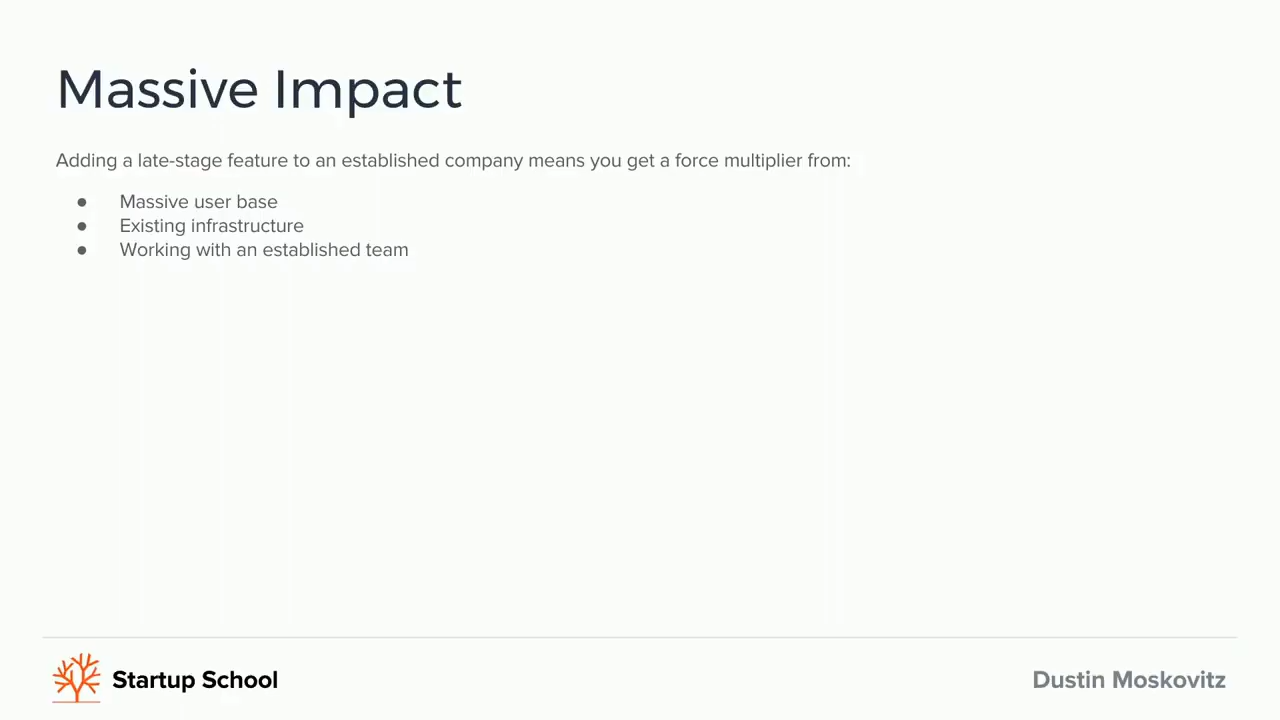 Massive Impact
Adding a late-stage feature to an established company means you get a force multiplier from:
● Massive user base
● Existing infrastructure
● Working with an established team
Startup School
Dustin Moskovitz